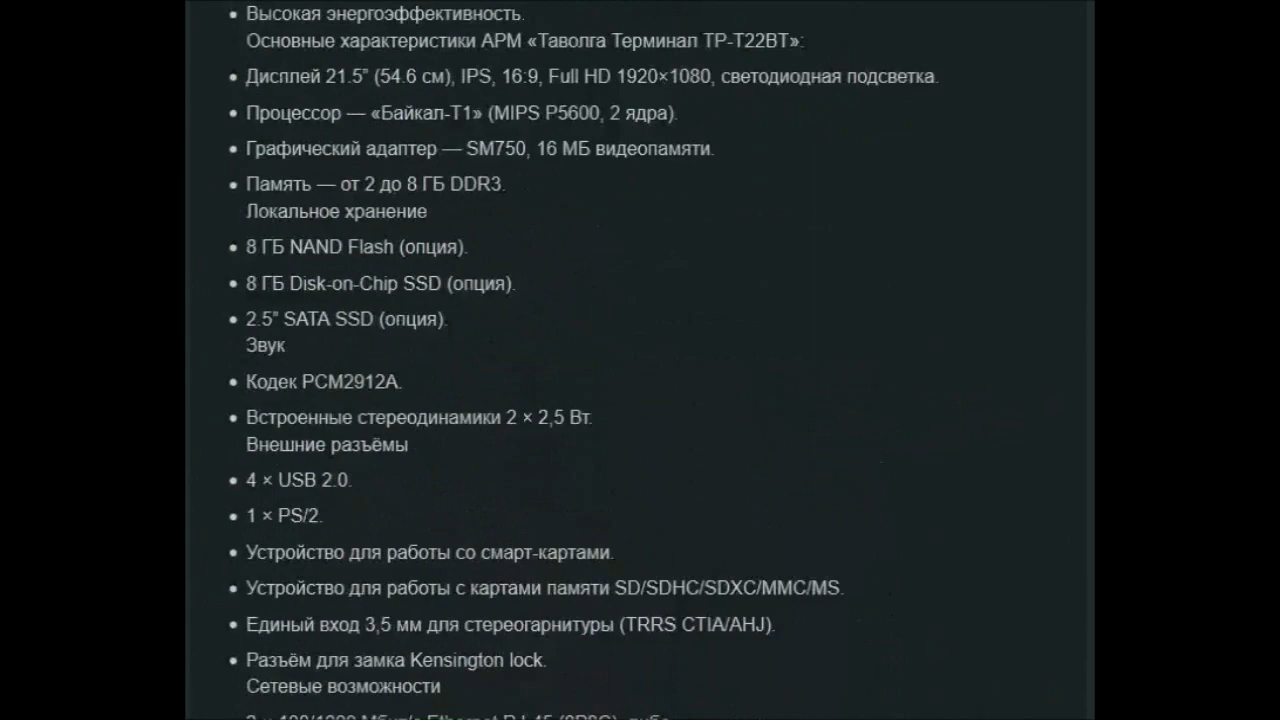 • Высокая энергоэффективность.
Основные характеристики АРМ «Таволга Терминал ТР-Т22БТ»:
• Дисплей 21.5” (54.6 см), IPS, 16:9, Full HD 1920×1080, светодиодная подсветка.
• Процессор — «Байкал-Т1» (MIPS P5600, 2 ядра).
• Графический адаптер — SM750, 16 МБ видеопамяти.
• Память — от 2 до 8 ГБ DDR3.
Локальное хранение
• 8 ГБ NAND Flash (опция).
• 8 ГБ Disk-on-Chip SSD (опция).
• 2.5” SATA SSD (опция).
Звук
• Кодек PCM2912A.
• Встроенные стереодинамики 2 × 2,5 Вт.
Внешние разъёмы
• 4 × USB 2.0.
• 1 × PS/2.
• Устройство для работы со смарт-картами.
• Устройство для работы с картами памяти SD/SDHC/SDXC/MMC/MS.
• Единый вход 3,5 мм для стереогарнитуры (TRRS CTIA/AHJ).
• Разъём для замка Kensington lock.
Сетевые возможности